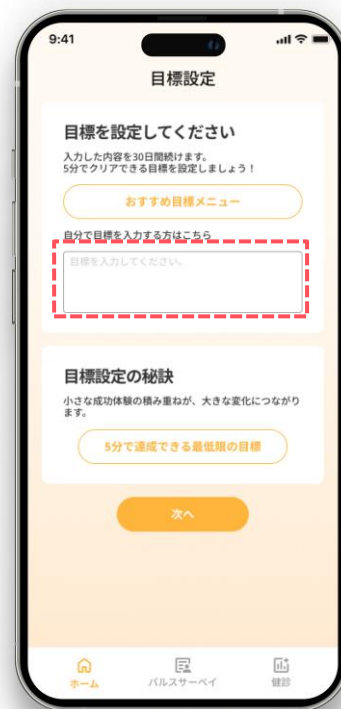 9:41
目標設定
目標を設定してください
入力した内容を30日間続けます。
5分でクリアできる目標を設定しましょう！
おすすめ目標メニュー
自分で目標を入力する方はこちら
目標を入力してください。
目標設定の秘訣
小さな成功体験の積み重ねが、大きな変化につながり
ます。
5分で達成できる最低限の目標
次へ
ホーム
パルスサーベイ
健診